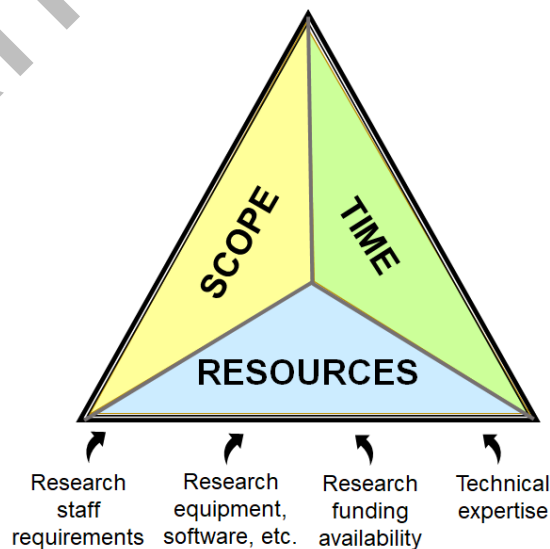 SCOPE
TIME
RESOURCES
Research
staff
requirements
Research
equipment,
software, etc.
Research
funding
availability
Technical
expertise